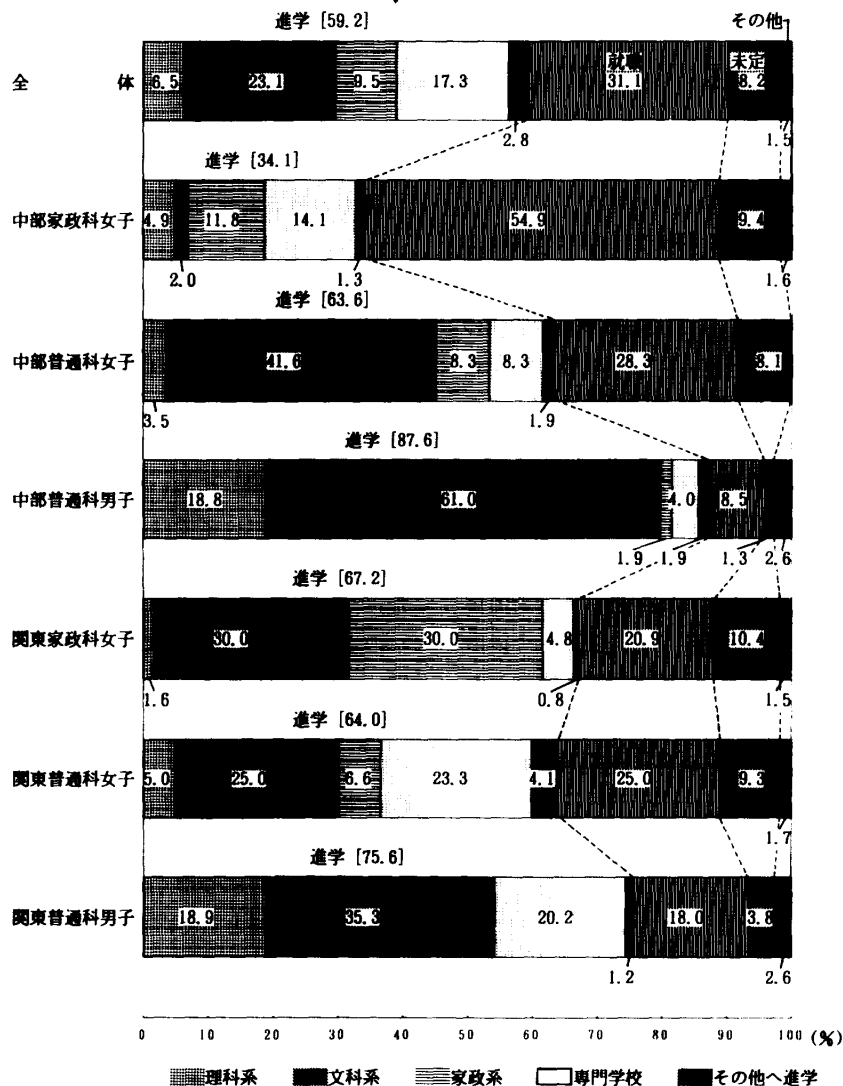 進学 [59.2] その他
全体 6.5 23.1 9.5 17.3 就職 31.1 未定 8.2
2.8 1.5
進学 [34.1]
中部家政科女子 4.9 11.8 14.1 54.9 9.4
2.0 1.3 1.6
進学 [63.6]
中部普通科女子 41.6 8.3 8.3 28.3 8.1
3.5 1.9
進学 [87.6]
中部普通科男子 18.8 61.0 4.0 8.5
1.9 1.9 1.3 2.6
進学 [67.2]
関東家政科女子 30.0 30.0 4.8 20.9 10.4
1.6 0.8 1.5
進学 [64.0]
関東普通科女子 5.0 25.0 6.6 23.3 4.1 25.0 9.3
1.7
進学 [75.6]
関東普通科男子 18.9 35.3 20.2 18.0 3.8
1.2 2.6
0 10 20 30 40 50 60 70 80 90 100 (%)
理科系 文科系 家政系 専門学校 その他へ進学